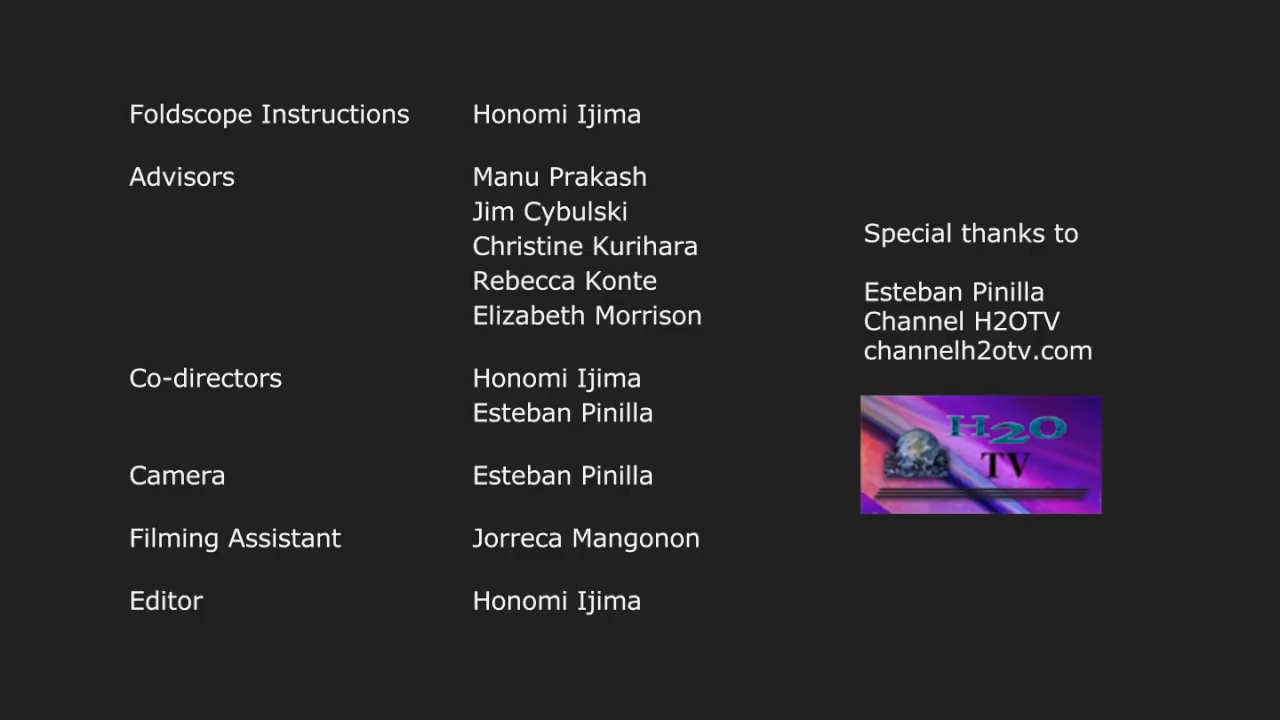 Foldscope Instructions Honomi Ijima
Advisors Manu Prakash
Jim Cybulski
Christine Kurihara
Rebecca Konte
Elizabeth Morrison
Co-directors Honomi Ijima
Esteban Pinilla
Camera Esteban Pinilla
Filming Assistant Jorreca Mangonon
Editor Honomi Ijima
Special thanks to
Esteban Pinilla
Channel H2OTV
channelh2otv.com
H2O
TV